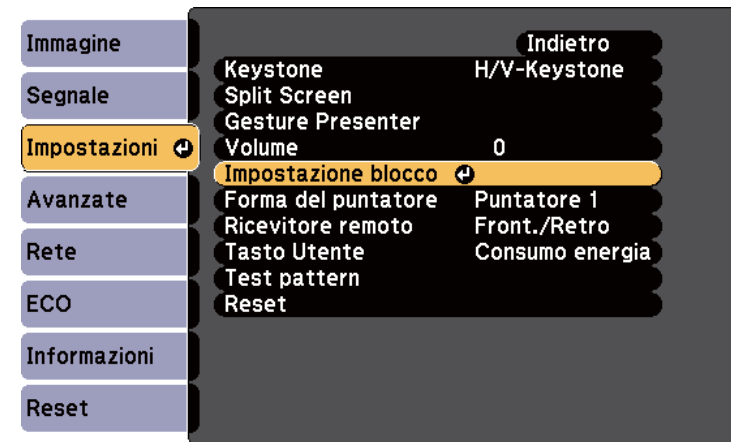 Immagine
Segnale
Impostazioni
Avanzate
Rete
ECO
Informazioni
Reset
Indietro
Keystone H/V-Keystone
Split Screen
Gesture Presenter
Volume 0
Impostazione blocco
Forma del puntatore Puntatore 1
Ricevitore remoto Front./Retro
Tasto Utente Consumo energia
Test pattern
Reset